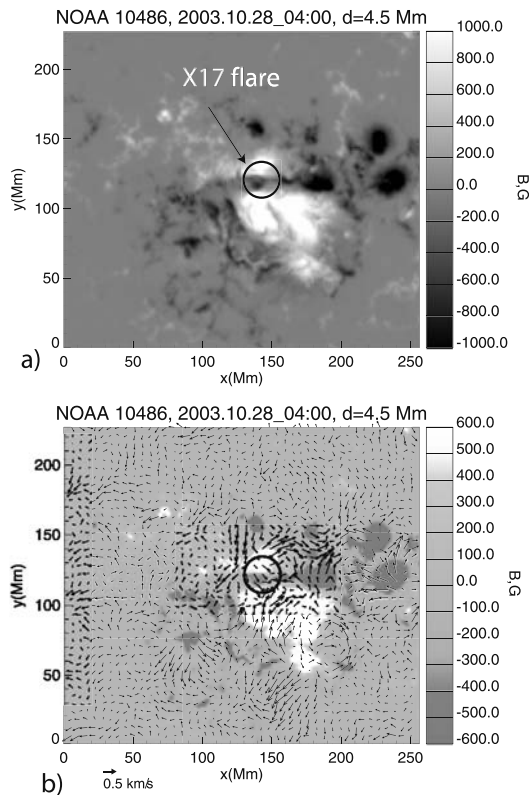 NOAA 10486, 2003.10.28_04:00, d=4.5 Mm
X17 flare
200
150
100
50
0
y(Mm)
0 50 100 150 200 250
x(Mm)
1000.0
800.0
600.0
400.0
200.0
0.0
-200.0
-400.0
-600.0
-800.0
-1000.0
B,G
a)
NOAA 10486, 2003.10.28_04:00, d=4.5 Mm
200
150
100
50
0
y(Mm)
0 50 100 150 200 250
x(Mm)
600.0
500.0
400.0
300.0
200.0
100.0
0.0
-100.0
-200.0
-300.0
-400.0
-500.0
-600.0
B,G
b)
0.5 km/s